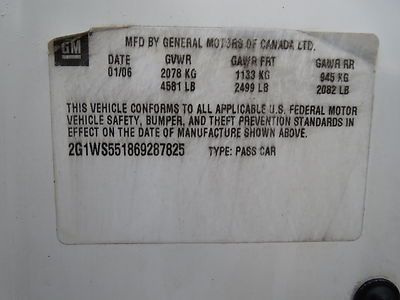 GM
MFD BY GENERAL MOTORS OF CANADA LTD.
DATE GVWR GAWR FRT GAWR RR
01/06 2078 KG 1133 KG 945 KG
4581 LB 2499 LB 2082 LB
THIS VEHICLE CONFORMS TO ALL APPLICABLE U.S. FEDERAL MOTOR
VEHICLE SAFETY, BUMPER, AND THEFT PREVENTION STANDARDS IN
EFFECT ON THE DATE OF MANUFACTURE SHOWN ABOVE.
2G1WS551869287825 TYPE: PASS CAR